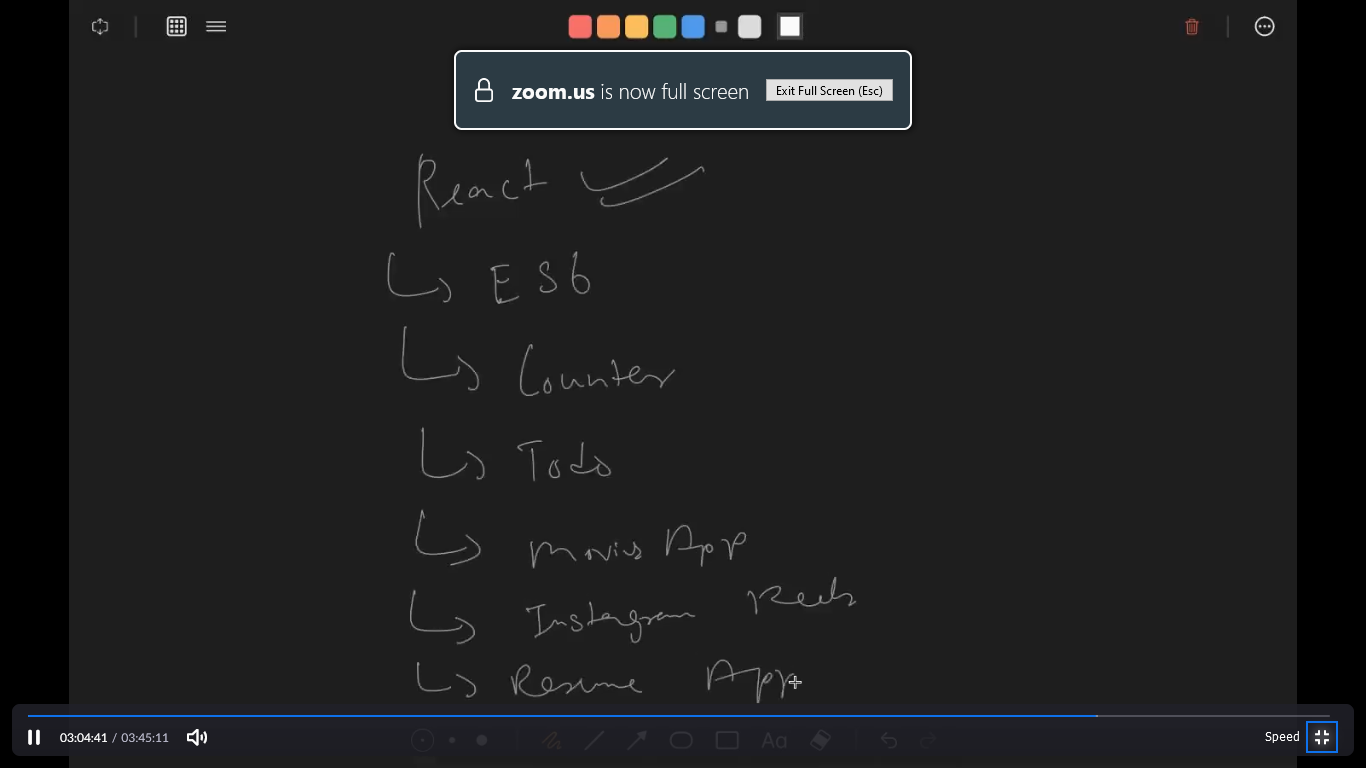 zoom.us is now full screen Exit Full Screen (Esc)
React
ES6
Counter
Todo
Movies App
Instagram Reels
Resume App
03:04:41 / 03:45:11
Speed
Aa